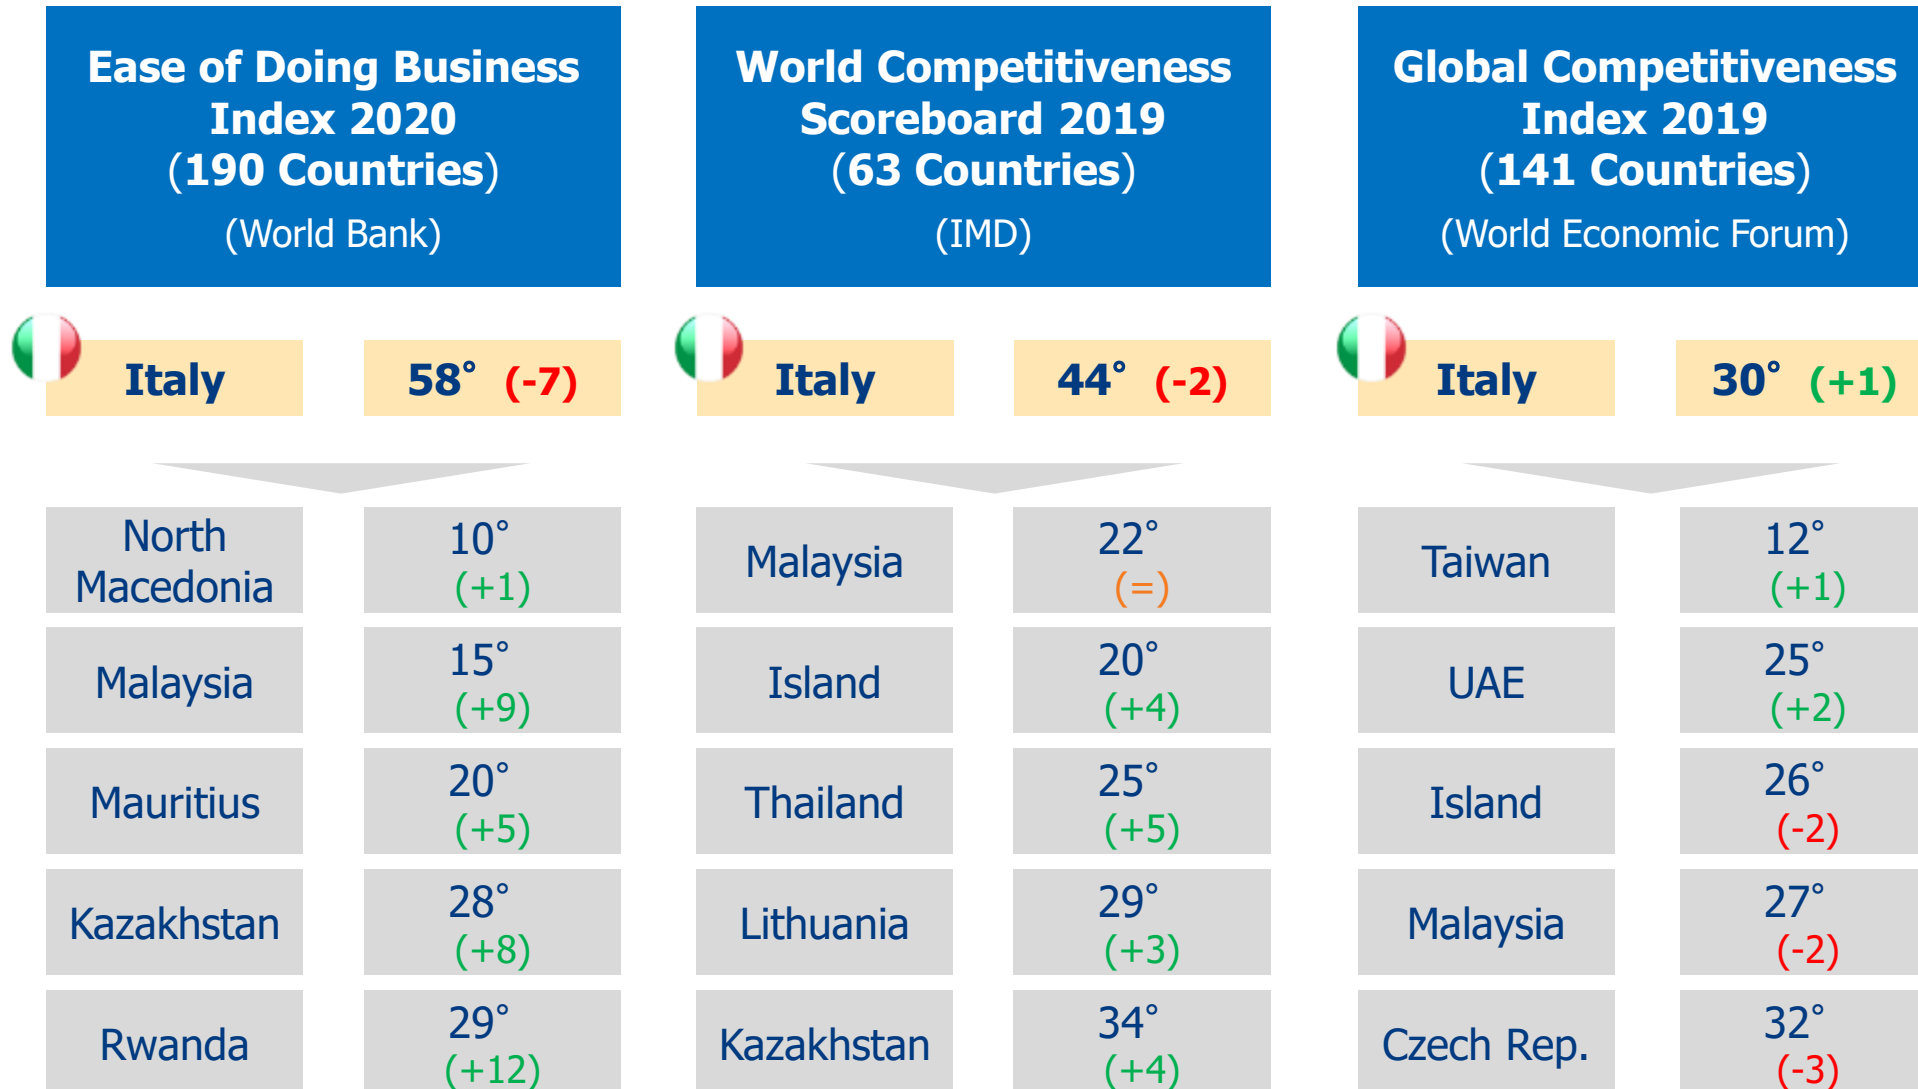 Ease of Doing Business
Index 2020
(190 Countries)
(World Bank)
World Competitiveness
Scoreboard 2019
(63 Countries)
(IMD)
Global Competitiveness
Index 2019
(141 Countries)
(World Economic Forum)
Italy 58° (-7)
Italy 44° (-2)
Italy 30° (+1)
North
Macedonia
10°
(+1)
Malaysia
22°
(=)
Taiwan
12°
(+1)
Malaysia
15°
(+9)
Island
20°
(+4)
UAE
25°
(+2)
Mauritius
20°
(+5)
Thailand
25°
(+5)
Island
26°
(-2)
Kazakhstan
28°
(+8)
Lithuania
29°
(+3)
Malaysia
27°
(-2)
Rwanda
29°
(+12)
Kazakhstan
34°
(+4)
Czech Rep.
32°
(-3)